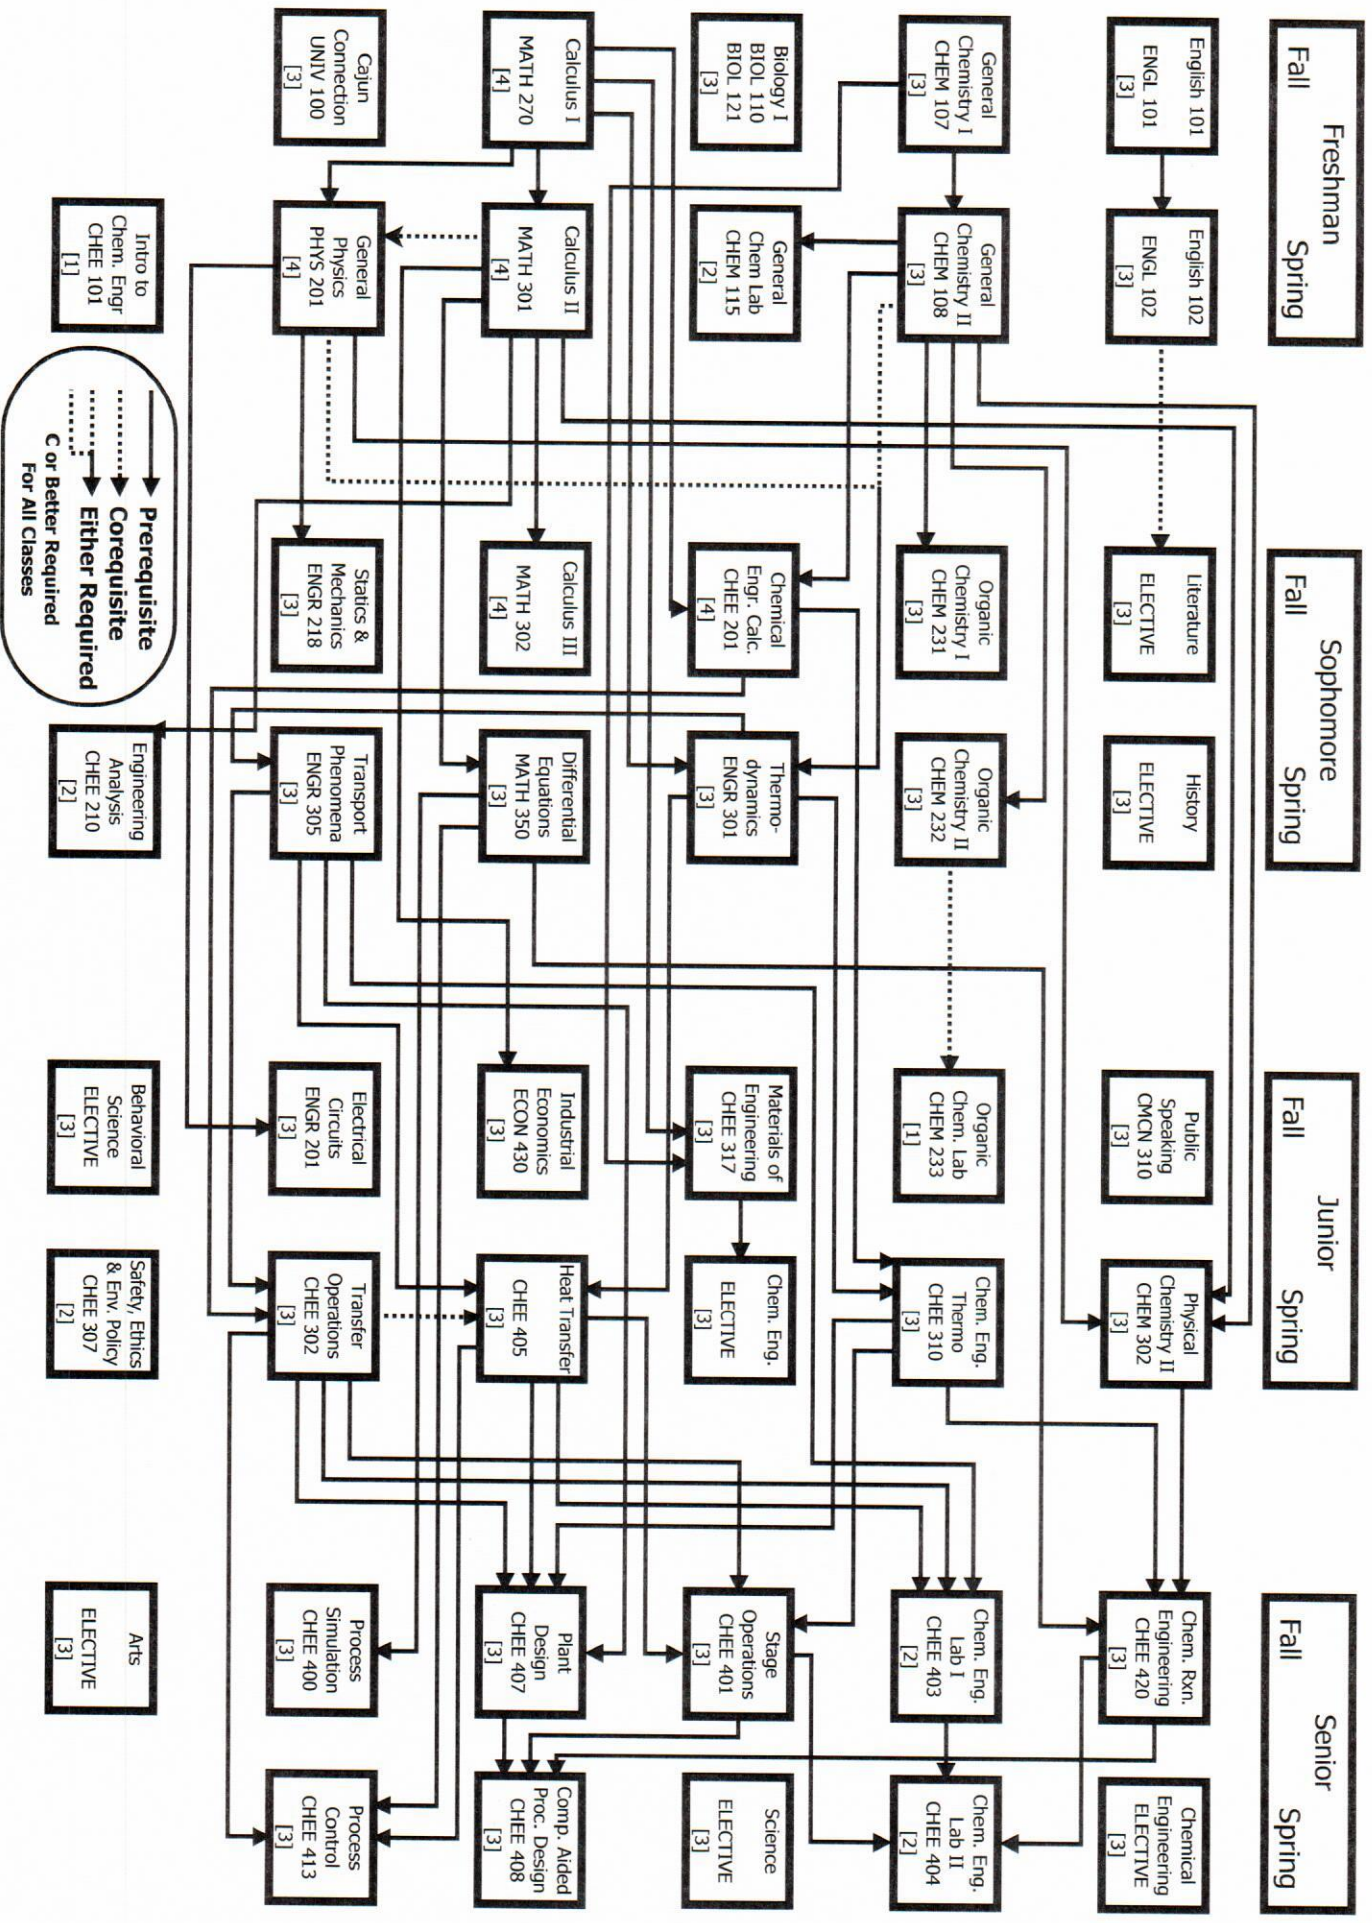 Freshman
Fall Spring
Sophomore
Fall Spring
Junior
Fall Spring
Senior
Fall Spring
English 101
ENGL 101
[3]
English 102
ENGL 102
[3]
Literature
ELECTIVE
[3]
History
ELECTIVE
[3]
Public
Speaking
CMCN 310
[3]
Physical
Chemistry II
CHEM 302
[3]
Chem. Rxn.
Engineering
CHEE 420
[3]
Chemical
Engineering
ELECTIVE
[3]
General
Chemistry I
CHEM 107
[3]
General
Chemistry II
CHEM 108
[3]
Organic
Chemistry I
CHEM 231
[3]
Organic
Chemistry II
CHEM 232
[3]
Organic
Chem. Lab
CHEM 233
[1]
Chem. Eng.
Thermo
CHEE 310
[3]
Chem. Eng.
Lab I
CHEE 403
[2]
Chem. Eng.
Lab II
CHEE 404
[2]
Biology I
BIOL 110
BIOL 121
[3]
General
Chem Lab
CHEM 115
[2]
Chemical
Engr. Calc.
CHEE 201
[4]
Thermo-
dynamics
ENGR 301
[3]
Materials of
Engineering
CHEE 317
[3]
Chem. Eng.
ELECTIVE
[3]
Stage
Operations
CHEE 401
[3]
Science
ELECTIVE
[3]
Calculus I
MATH 270
[4]
Calculus II
MATH 301
[4]
Calculus III
MATH 302
[4]
Differential
Equations
MATH 350
[3]
Industrial
Economics
ECON 430
[3]
Heat Transfer
CHEE 405
[3]
Plant
Design
CHEE 407
[3]
Comp. Aided
Proc. Design
CHEE 408
[3]
Cajun
Connection
UNIV 100
[3]
General
Physics
PHYS 201
[4]
Statics &
Mechanics
ENGR 218
[3]
Transport
Phenomena
ENGR 305
[3]
Electrical
Circuits
ENGR 201
[3]
Transfer
Operations
CHEE 302
[3]
Process
Simulation
CHEE 400
[3]
Process
Control
CHEE 413
[3]
Intro to
Chem. Engr
CHEE 101
[1]
Prerequisite
Corequisite
Either Required
C or Better Required
For All Classes
Engineering
Analysis
CHEE 210
[2]
Behavioral
Science
ELECTIVE
[3]
Safety, Ethics
& Env. Policy
CHEE 307
[2]
Arts
ELECTIVE
[3]